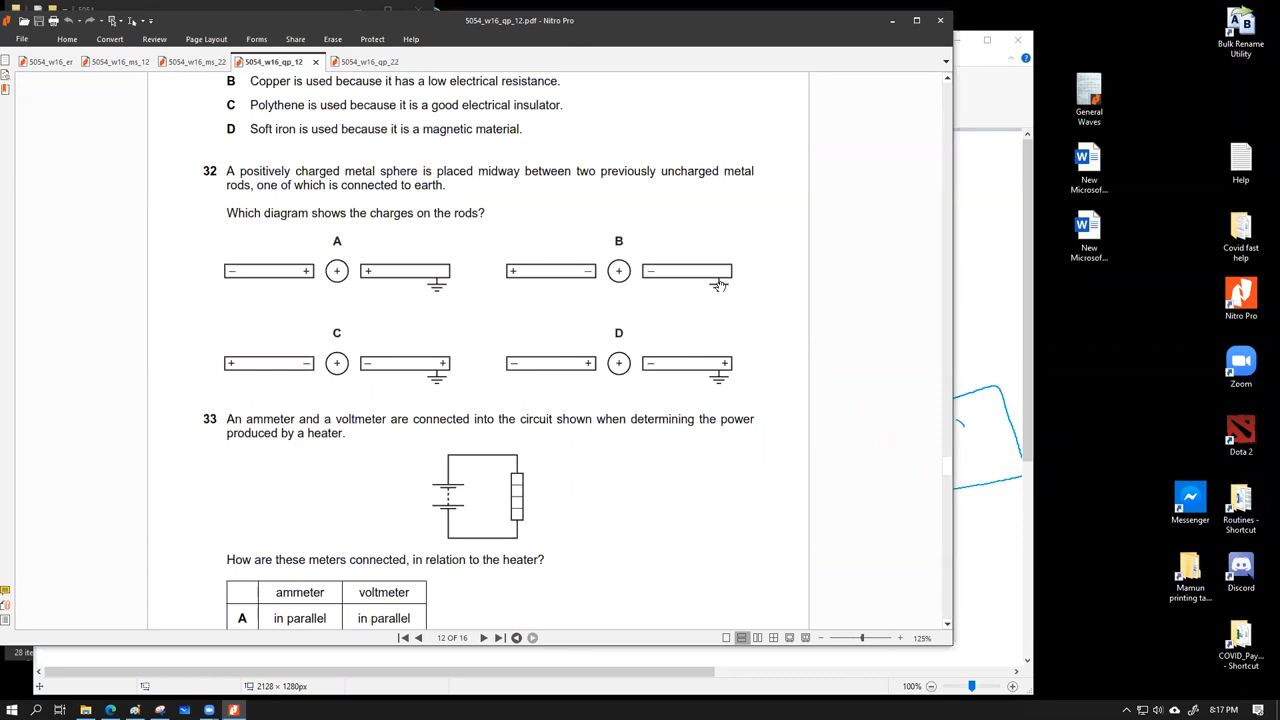 5054_w16_qp_12.pdf - Nitro Pro
File Home Convert Review Page Layout Forms Share Erase Protect Help
5054_w16_er 5054_w16_ms_12 5054_w16_ms_22 5054_w16_qp_12 5054_w16_qp_22
B Copper is used because it has a low electrical resistance.
C Polythene is used because it is a good electrical insulator.
D Soft iron is used because it is a magnetic material.
32 A positively charged metal sphere is placed midway between two previously uncharged metal
rods, one of which is connected to earth.
Which diagram shows the charges on the rods?
A B
– + + + + – + –
C D
+ – + – + – + + – +
33 An ammeter and a voltmeter are connected into the circuit shown when determining the power
produced by a heater.
How are these meters connected, in relation to the heater?
ammeter voltmeter
A in parallel in parallel
12 OF 16
125%
28 ite
2128 × 1280px
100%
Bulk Rename
Utility
General
Waves
New
Microsof...
Help
New
Microsof...
Covid fast
help
Nitro Pro
Zoom
Dota 2
Messenger
Routines -
Shortcut
Mamun
printing ta...
Discord
COVID_Pay...
- Shortcut
8:17 PM